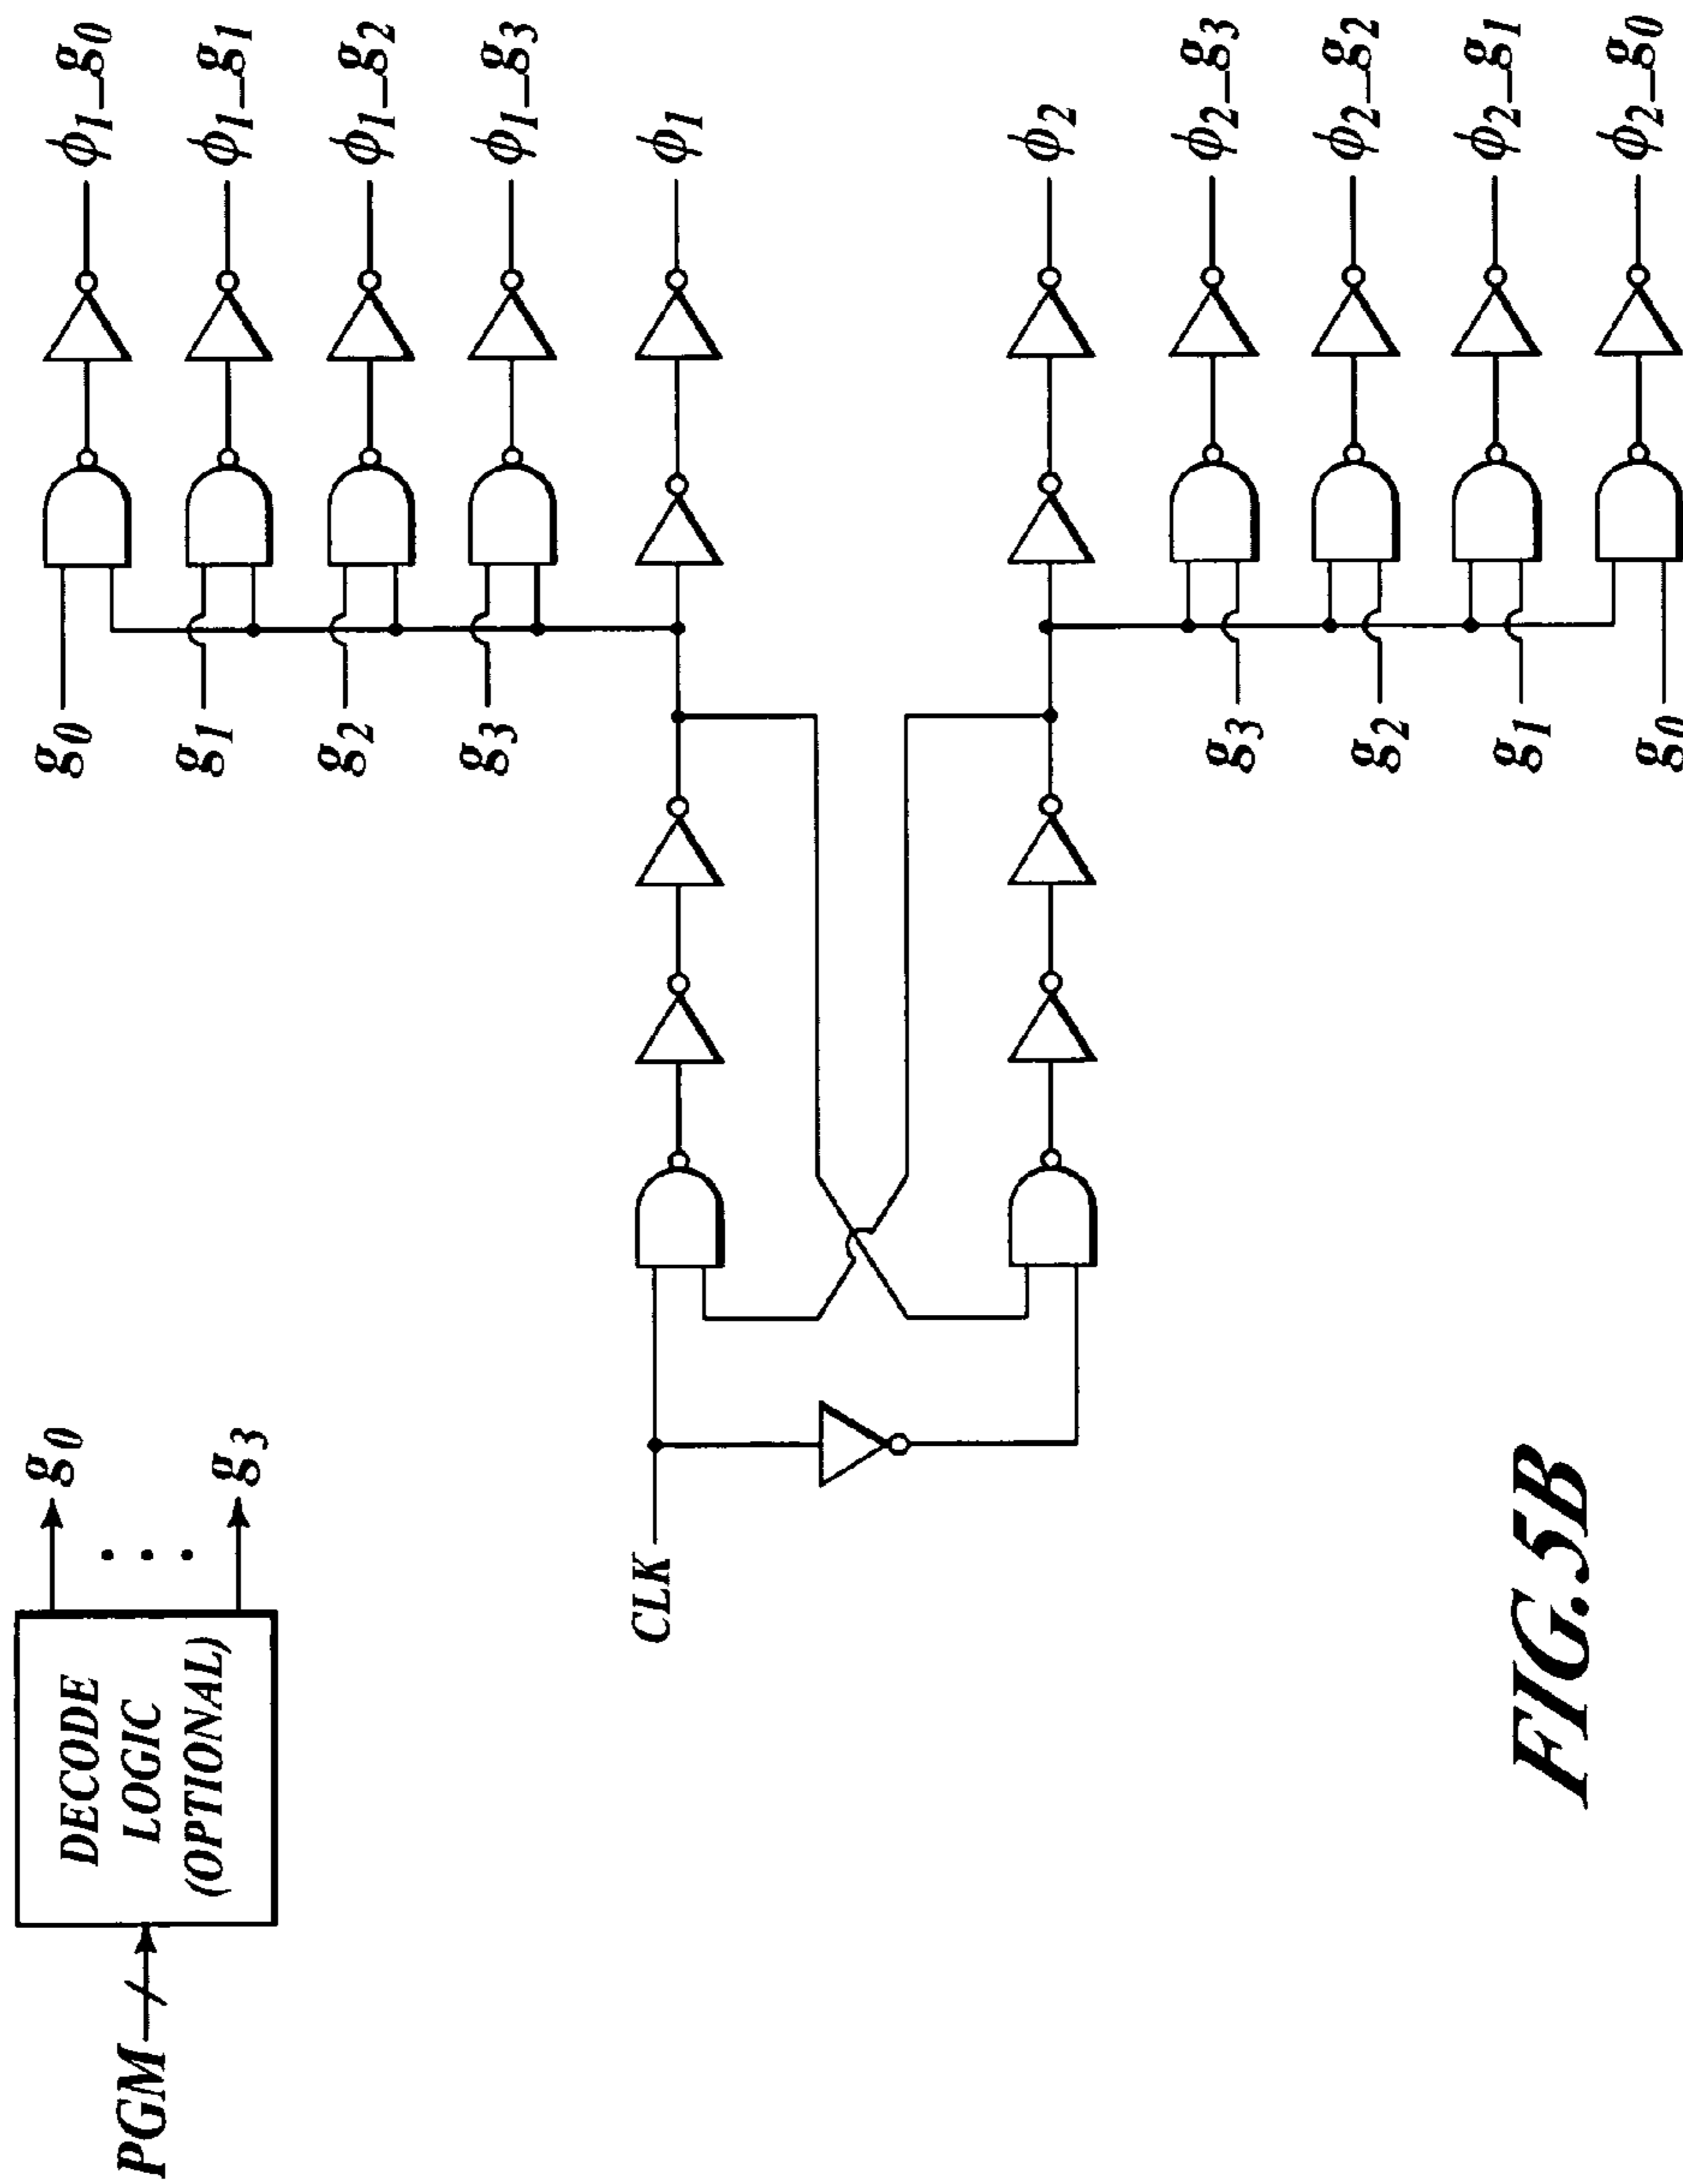 PGM
DECODE
LOGIC
(OPTIONAL)
g0
g3
CLK
g0
g1
g2
g3
ϕ1_g0
ϕ1_g1
ϕ1_g2
ϕ1_g3
ϕ1
ϕ2
ϕ2_g3
ϕ2_g2
ϕ2_g1
ϕ2_g0
g3
g2
g1
g0
FIG.5B